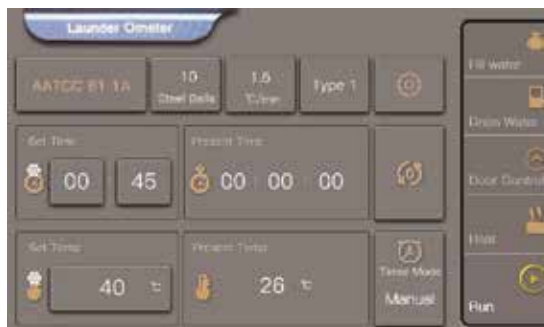 Launder Ometer
AATCC 61 1A
10
Steel Balls
1.5
℃/min
Type 1
Fill water
Drain Water
Set Time
Present Time
00
45
00 : 00 : 00
Door Control
Heat
Set Temp
Present Temp
40 ℃
26 ℃
Timer Mode
Manual
Run